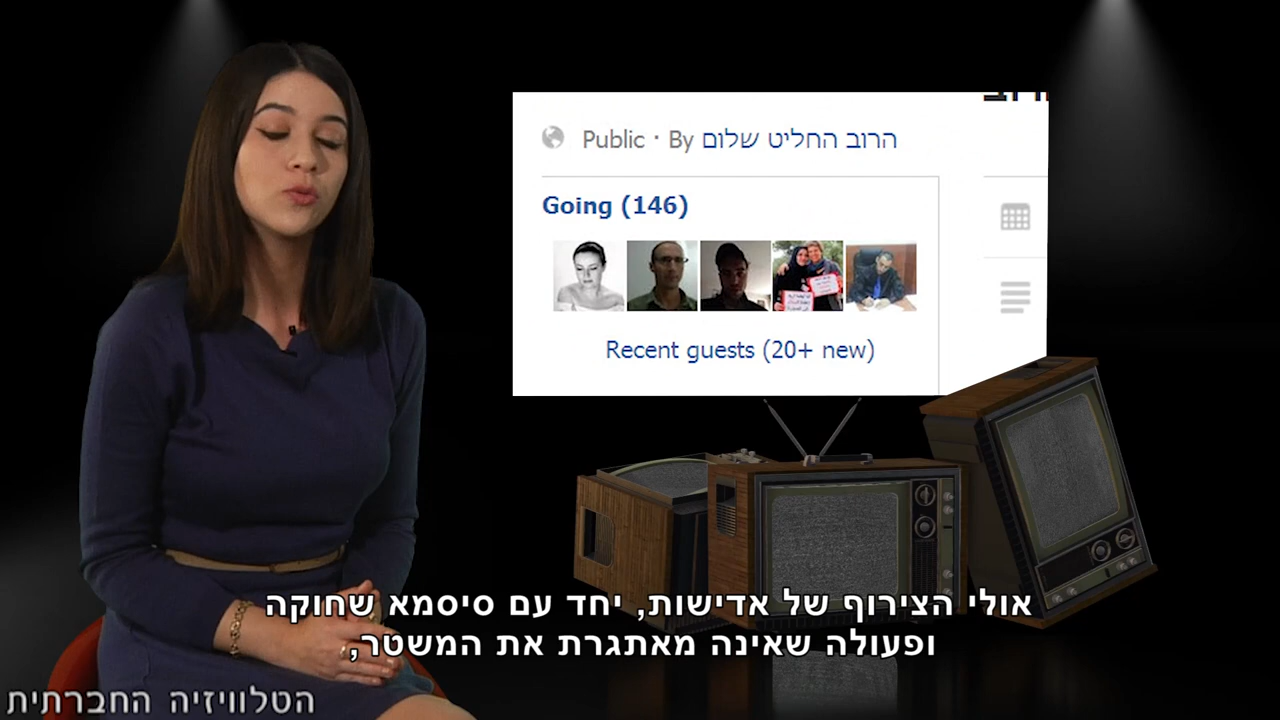 Public · By הרוב החליט שלום
Going (146)
Recent guests (20+ new)
אולי הצירוף של אדישות, יחד עם סיסמא שחוקה
ופעולה שאינה מאתגרת את המשטר,
הטלוויזיה החברתית